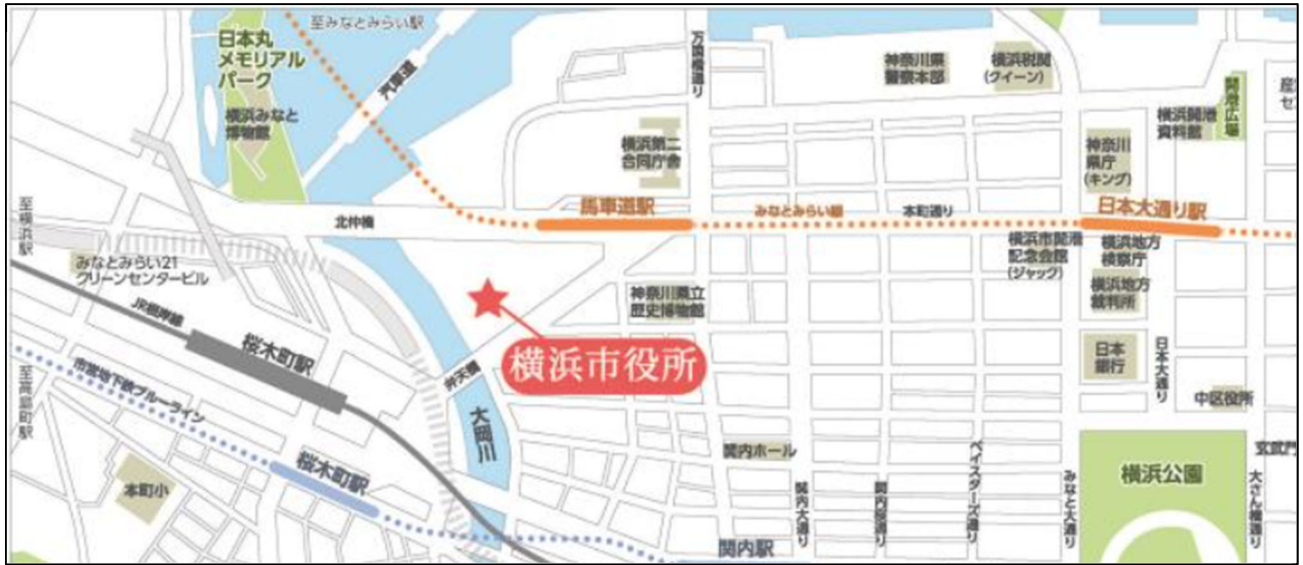 至みなとみらい駅
日本丸
メモリアル
パーク
汽車道
万国橋通り
神奈川県
警察本部
横浜税関
(クイーン)
開港広場
産
セ
横浜みなと
博物館
横浜第二
合同庁舎
横浜開港
資料館
神奈川
県庁
(キング)
至横浜駅
北仲橋
馬車道駅
みなとみらい線
本町通り
日本大通り駅
みなとみらい21
クリーンセンタービル
横浜市開港
記念会館
(ジャック)
横浜地方
検察庁
横浜地方
裁判所
神奈川県立
歴史博物館
JR根岸線
桜木町駅
横浜市役所
弁天橋
日本
銀行
日本大通り
至高島町駅
市営地下鉄ブルーライン
大岡川
中区役所
桜木町駅
本町小
関内ホール
関内大通り
関内桜通り
ベイスターズ通り
みなと大通り
横浜公園
玄武門
大さん橋通り
関内駅